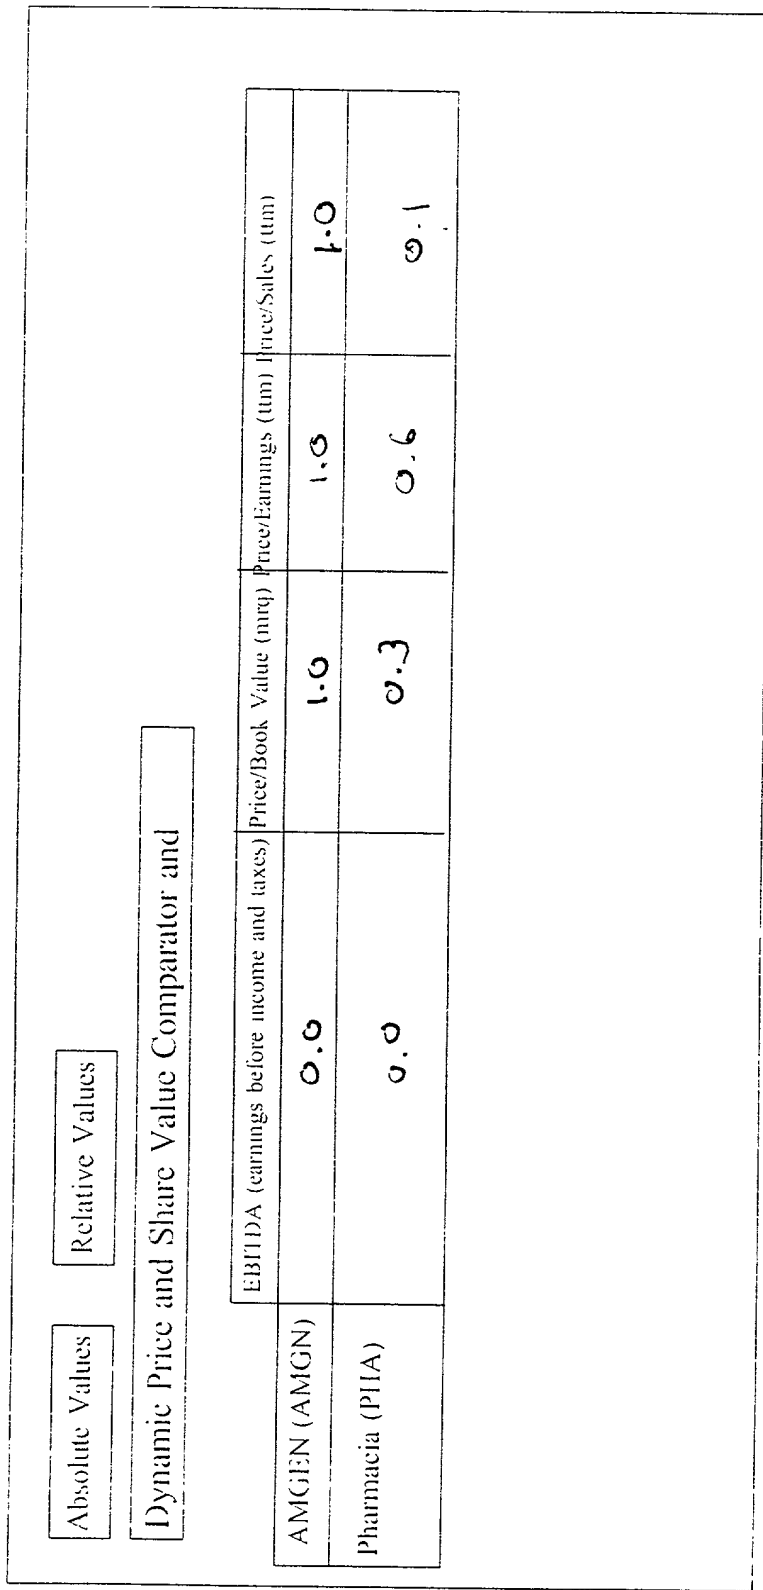 Absolute Values Relative Values
Dynamic Price and Share Value Comparator and
EBITDA (earnings before income and taxes) Price/Book Value (mrq) Price/Earnings (ttm) Price/Sales (ttm)
AMGEN (AMGN) 0.0 1.0 1.0 1.0
Pharmacia (PHA) 0.0 0.3 0.6 0.1